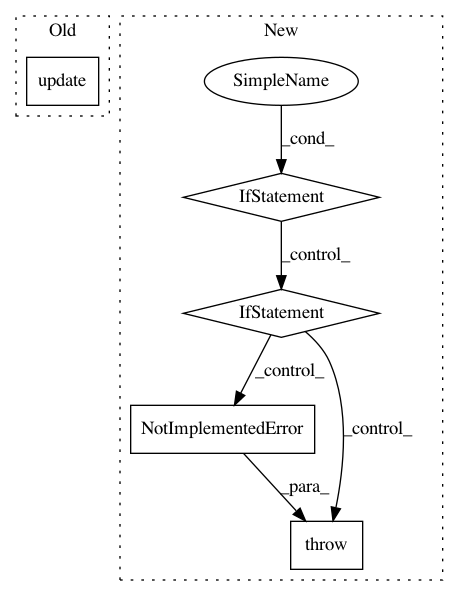 Old
New
update
SimpleName
_cond_
IfStatement
_control_
IfStatement
_control_
_control_
NotImplementedError
_para_
throw